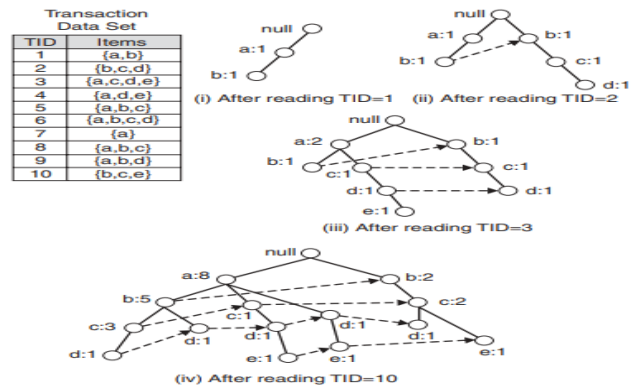 Transaction
Data Set
TID Items
1 {a,b}
2 {b,c,d}
3 {a,c,d,e}
4 {a,d,e}
5 {a,b,c}
6 {a,b,c,d}
7 {a}
8 {a,b,c}
9 {a,b,d}
10 {b,c,e}
null
a:1
b:1
(i) After reading TID=1
null
a:1 b:1
b:1 c:1
d:1
(ii) After reading TID=2
null
a:2 b:1
b:1 c:1 c:1
d:1 d:1
e:1
(iii) After reading TID=3
null
a:8 b:2
b:5 c:1 c:2
c:3 d:1 d:1 d:1 d:1
d:1 e:1 e:1 e:1
(iv) After reading TID=10